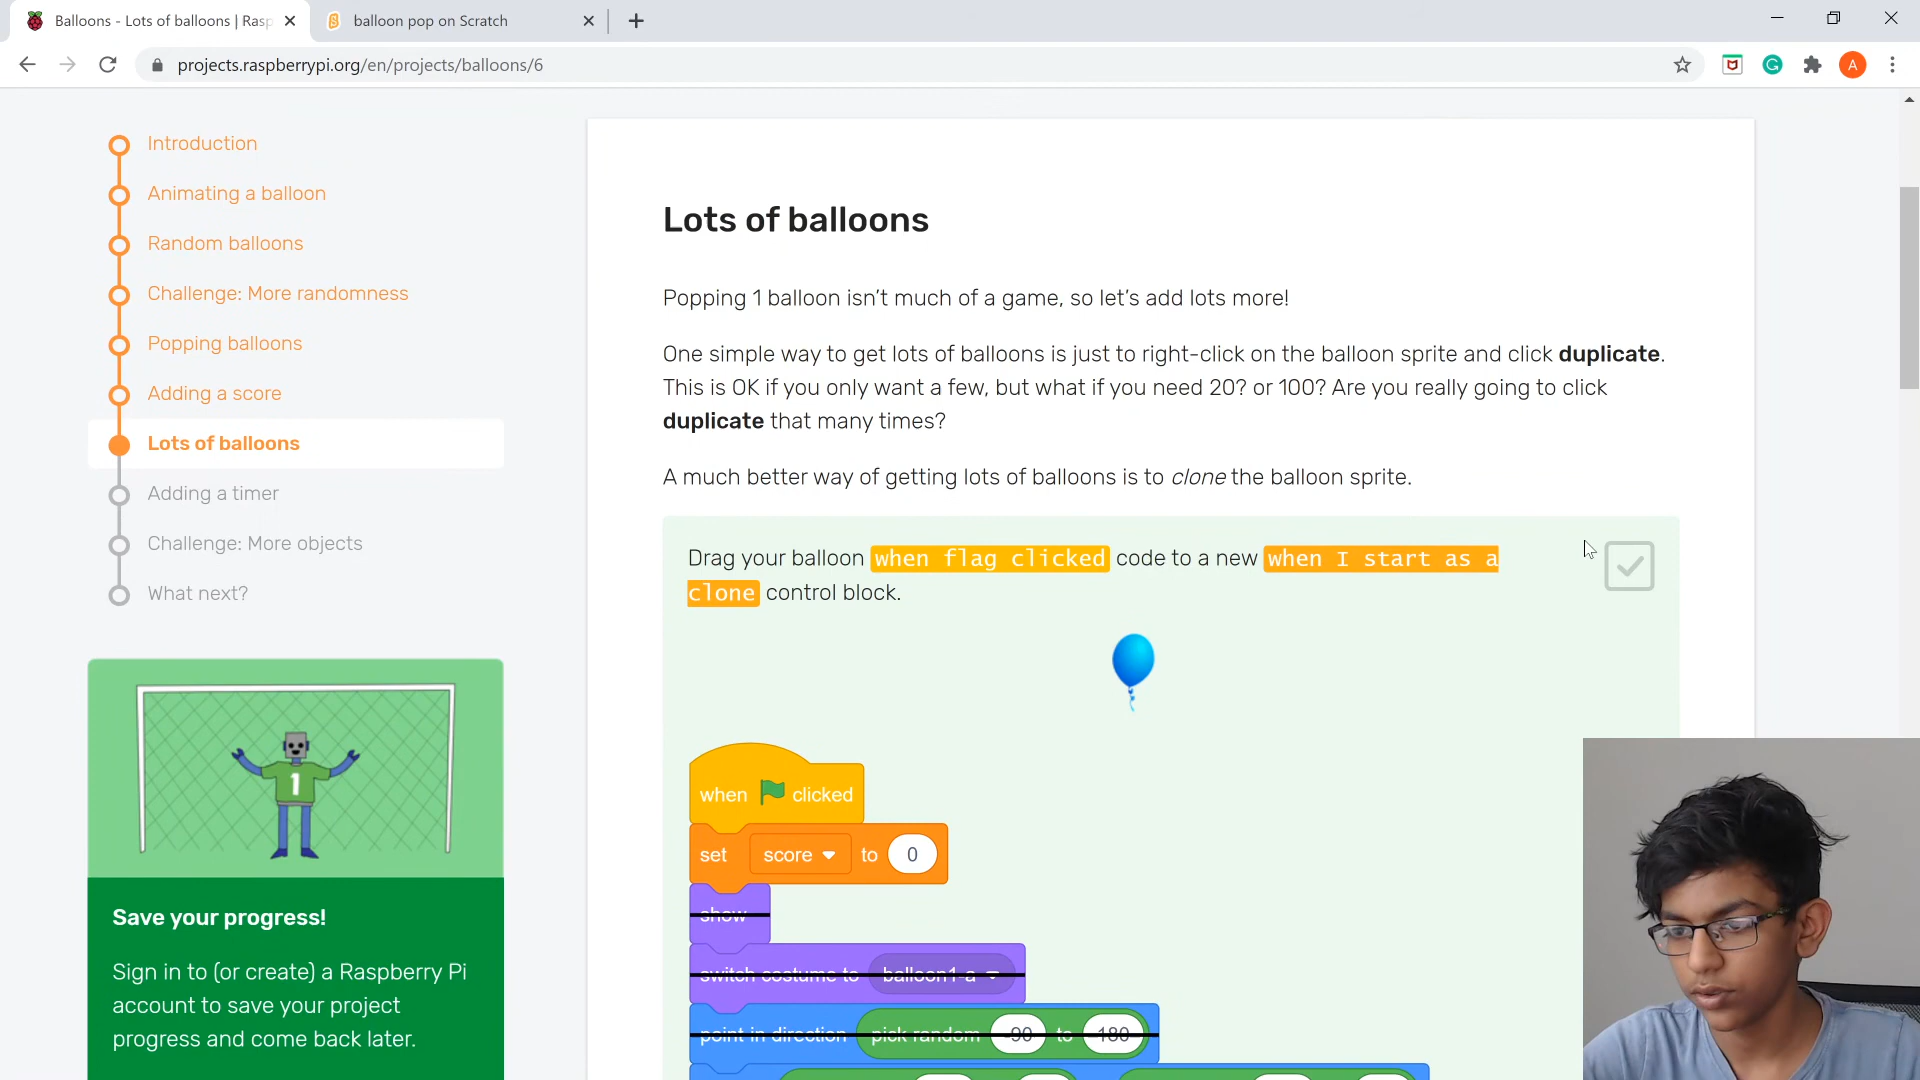 Balloons - Lots of balloons | Rasp
balloon pop on Scratch
projects.raspberrypi.org/en/projects/balloons/6
A
Introduction
Animating a balloon
Random balloons
Challenge: More randomness
Popping balloons
Adding a score
Lots of balloons
Adding a timer
Challenge: More objects
What next?
1
Save your progress!
Sign in to (or create) a Raspberry Pi
account to save your project
progress and come back later.
Lots of balloons
Popping 1 balloon isn't much of a game, so let's add lots more!
One simple way to get lots of balloons is just to right-click on the balloon sprite and click duplicate.
This is OK if you only want a few, but what if you need 20? or 100? Are you really going to click
duplicate that many times?
A much better way of getting lots of balloons is to clone the balloon sprite.
Drag your balloon when flag clicked code to a new when I start as a
clone control block.
when clicked
set score to 0
show
switch costume to balloon1-a
point in direction pick random -90 to 180